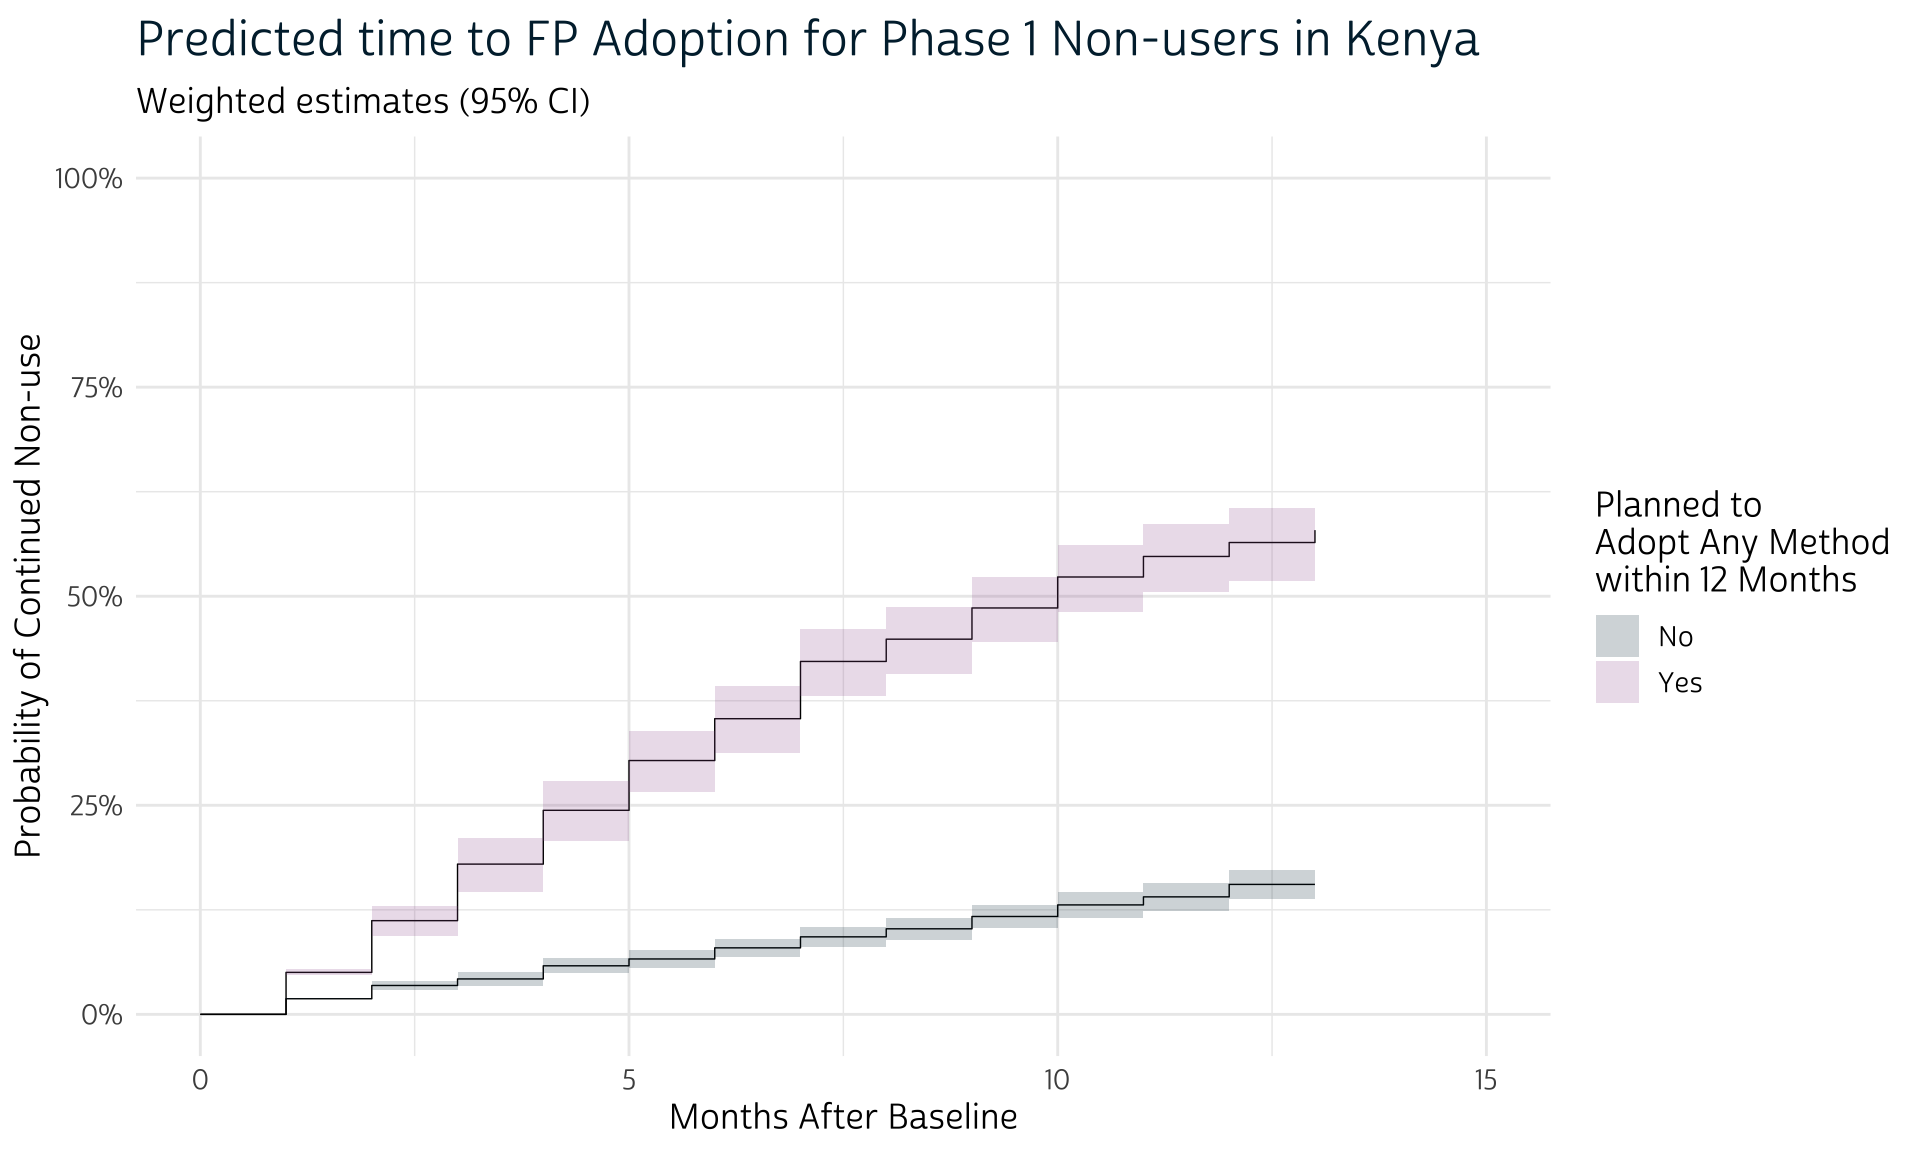 Predicted time to FP Adoption for Phase 1 Non-users in Kenya
Weighted estimates (95% CI)
Probability of Continued Non-use
100%
75%
50%
25%
0%
0
5
10
15
Months After Baseline
Planned to
Adopt Any Method
within 12 Months
No
Yes